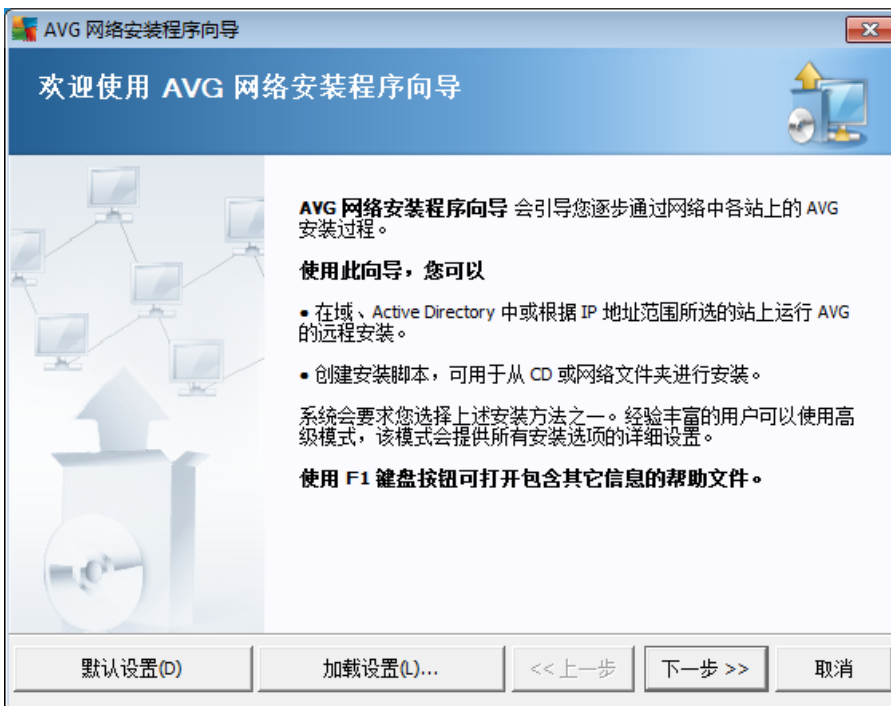 AVG 网络安装程序向导
欢迎使用 AVG 网络安装程序向导
AVG 网络安装程序向导 会引导您逐步通过网络中各站上的 AVG
安装过程。
使用此向导，您可以
• 在域、Active Directory 中或根据 IP 地址范围所选的站上运行 AVG
的远程安装。
• 创建安装脚本，可用于从 CD 或网络文件夹进行安装。
系统会要求您选择上述安装方法之一。经验丰富的用户可以使用高
级模式，该模式会提供所有安装选项的详细设置。
使用 F1 键盘按钮可打开包含其它信息的帮助文件。
默认设置(D)
加载设置(L)...
<< 上一步
下一步 >>
取消